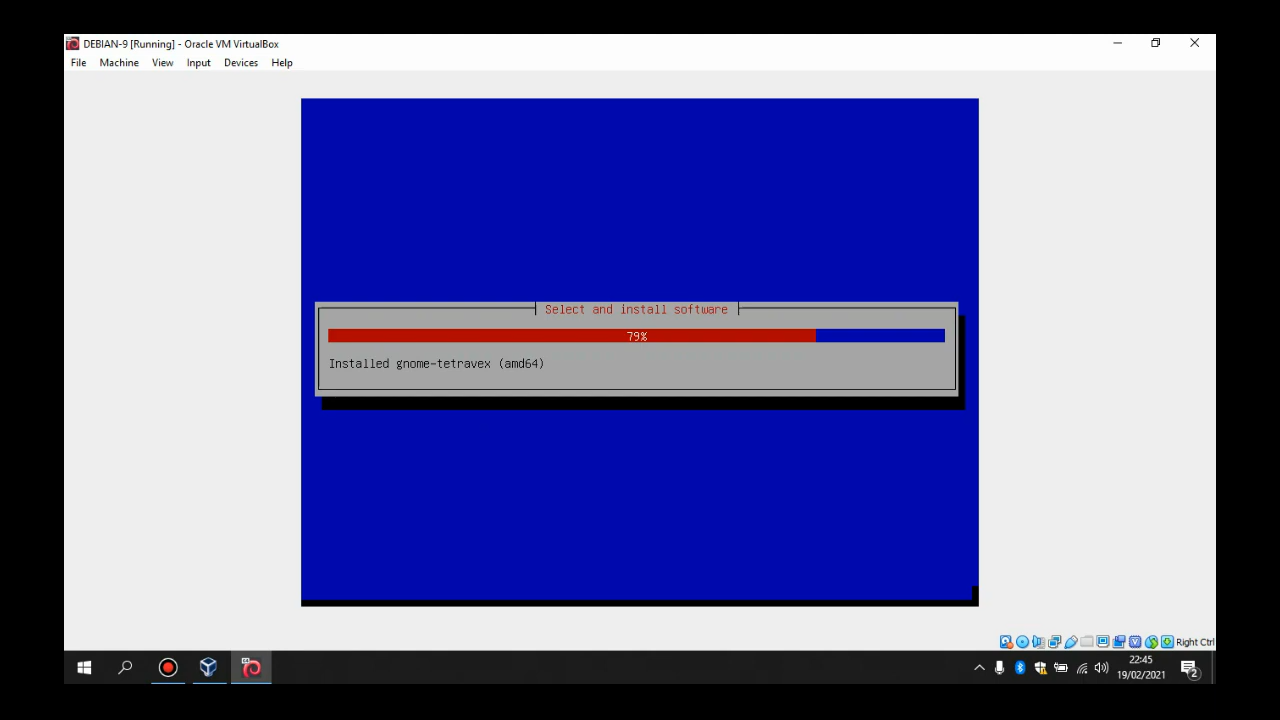 DEBIAN-9 [Running] - Oracle VM VirtualBox
File Machine View Input Devices Help
Select and install software
79%
Installed gnome-tetravex (amd64)
Right Ctrl
22:45
19/02/2021
2